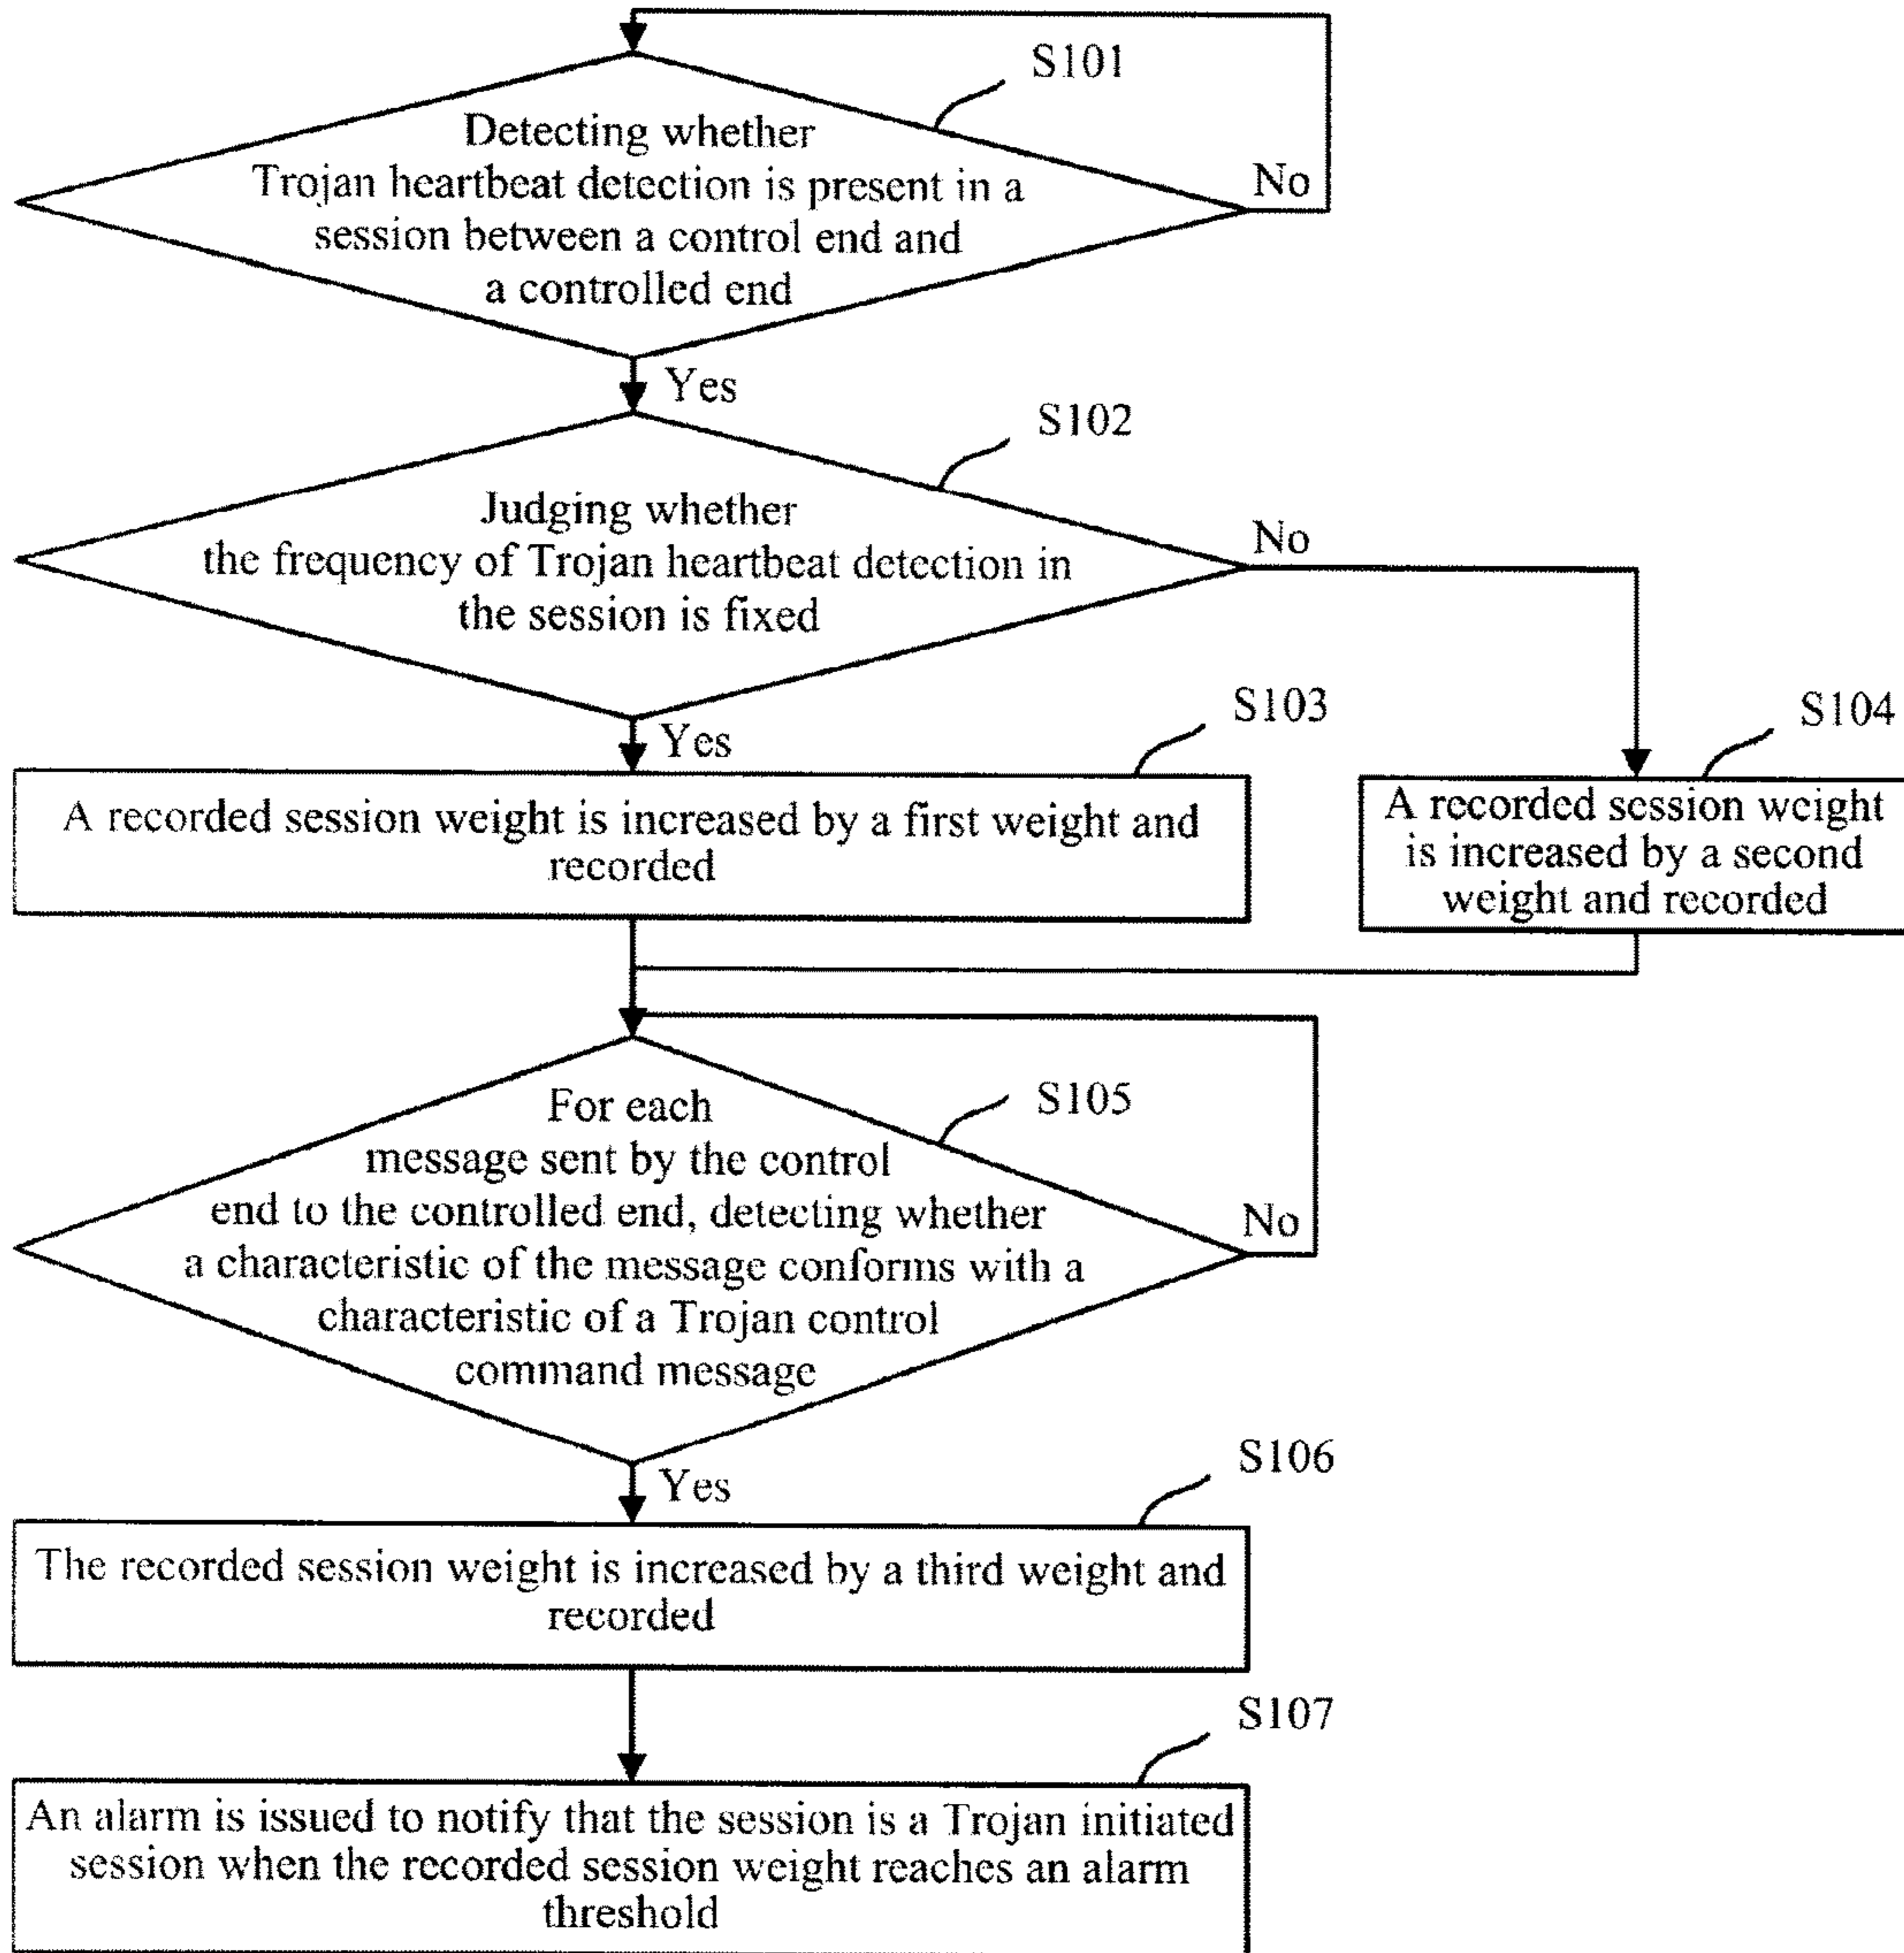 S101
Detecting whether
Trojan heartbeat detection is present in a
session between a control end and
a controlled end
No
Yes
S102
Judging whether
the frequency of Trojan heartbeat detection in
the session is fixed
No
Yes
S103
A recorded session weight is increased by a first weight and
recorded
S104
A recorded session weight
is increased by a second
weight and recorded
For each
message sent by the control
end to the controlled end, detecting whether
a characteristic of the message conforms with a
characteristic of a Trojan control
command message
S105
No
Yes
S106
The recorded session weight is increased by a third weight and
recorded
S107
An alarm is issued to notify that the session is a Trojan initiated
session when the recorded session weight reaches an alarm
threshold